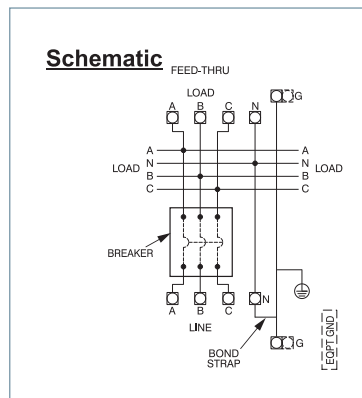 Schematic
FEED-THRU
LOAD
A B C N
G
A A
LOAD N N LOAD
B B
C C
BREAKER
N
A B C
LINE
BOND
STRAP
G
EQPT GND